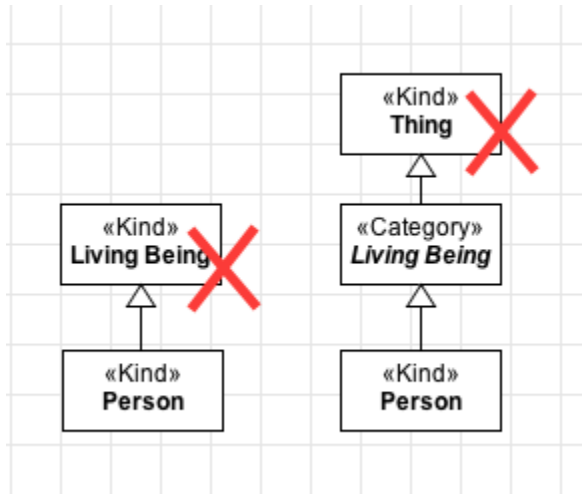 «Kind»
Thing
«Kind»
Living Being
«Category»
Living Being
«Kind»
Person
«Kind»
Person